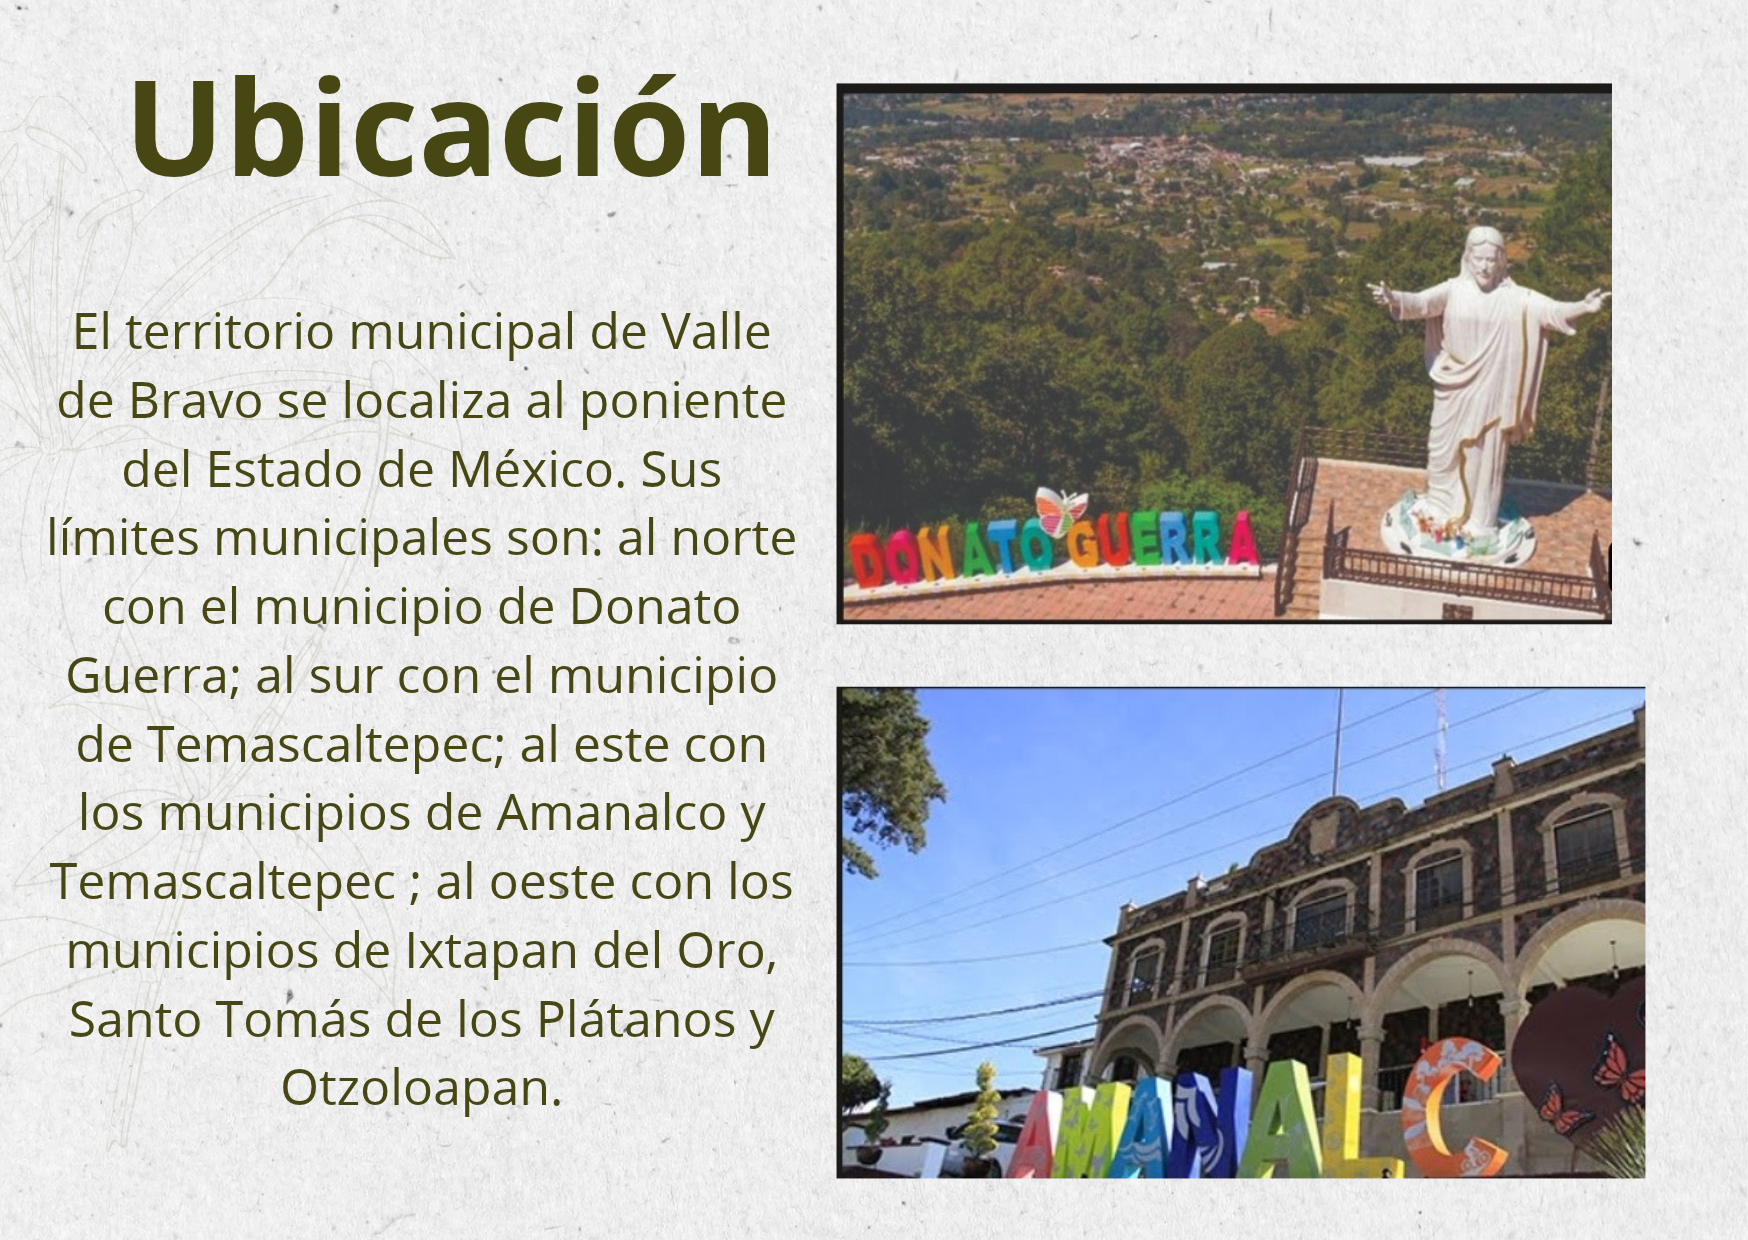 Ubicación
El territorio municipal de Valle
de Bravo se localiza al poniente
del Estado de México. Sus
límites municipales son: al norte
con el municipio de Donato
Guerra; al sur con el municipio
de Temascaltepec; al este con
los municipios de Amanalco y
Temascaltepec ; al oeste con los
municipios de Ixtapan del Oro,
Santo Tomás de los Plátanos y
Otzoloapan.
DONATO GUERRA
AMANALC